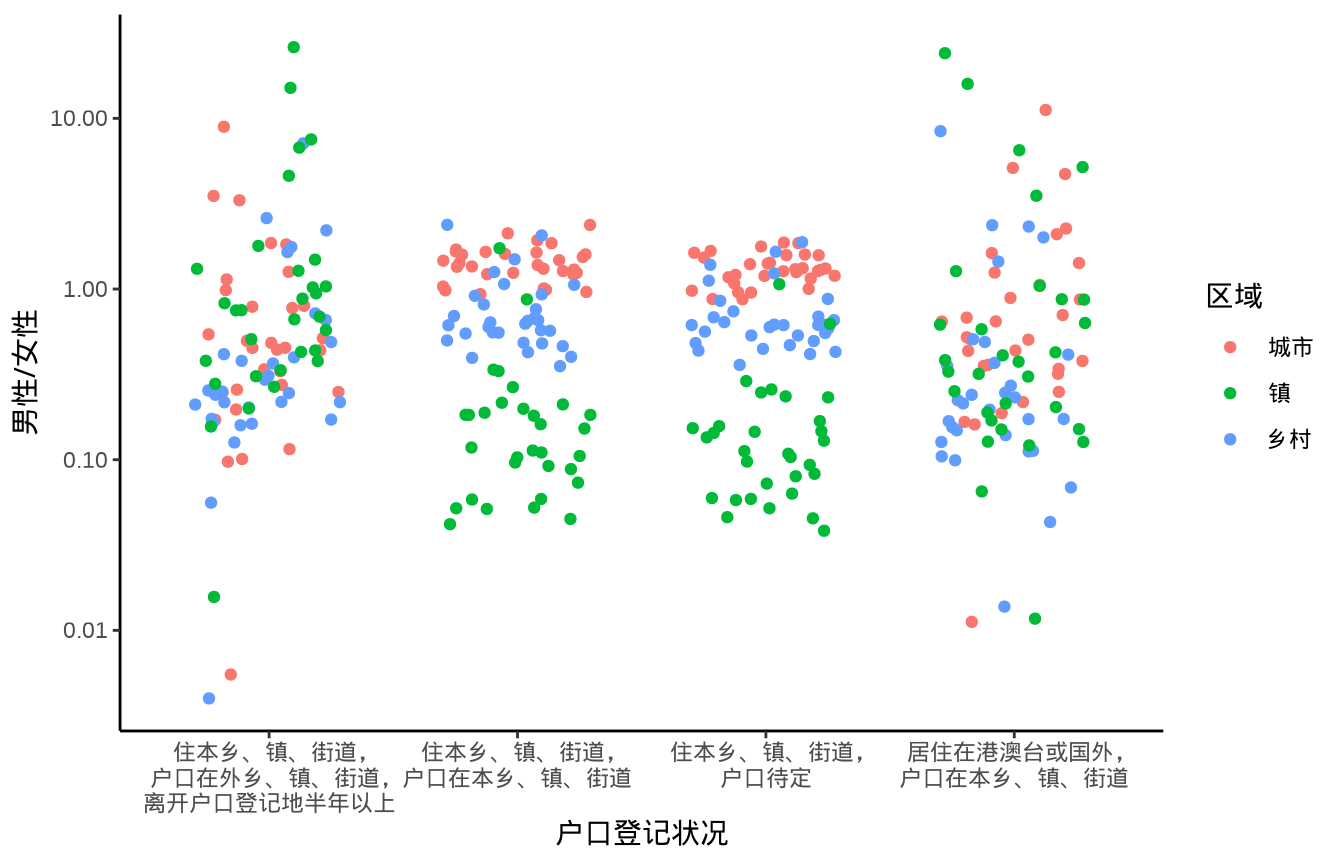 男性/女性
10.00
1.00
0.10
0.01
住本乡、镇、街道，
户口在外乡、镇、街道，
离开户口登记地半年以上
住本乡、镇、街道，
户口在本乡、镇、街道
住本乡、镇、街道，
户口待定
居住在港澳台或国外，
户口在本乡、镇、街道
户口登记状况
区域
城市
镇
乡村